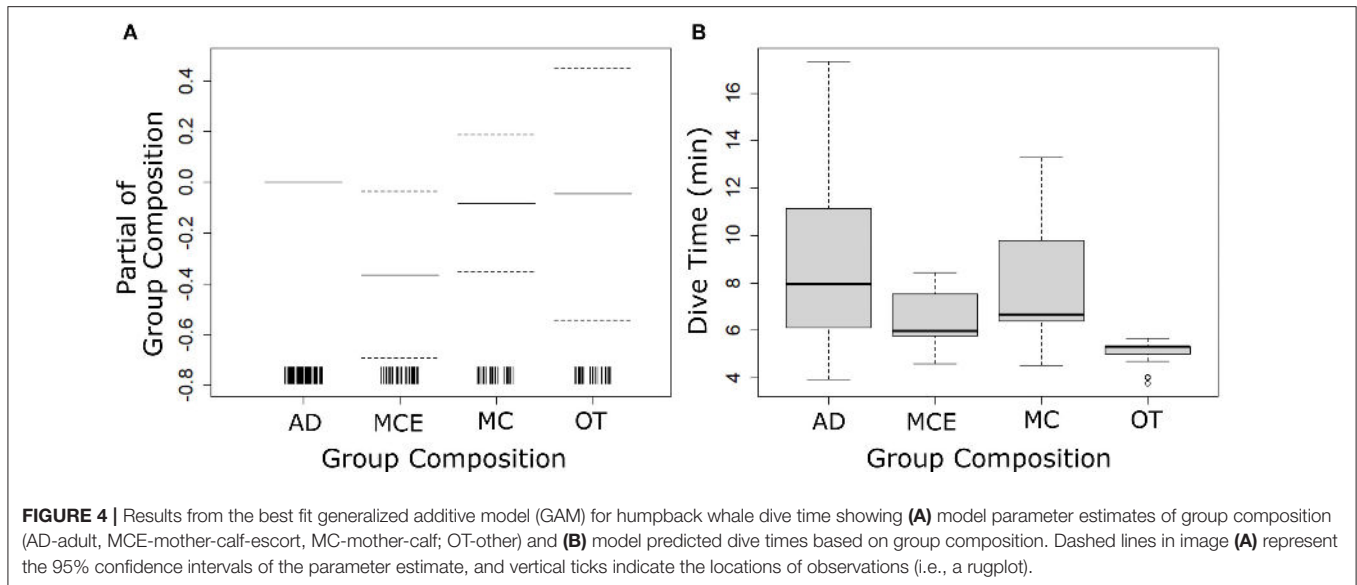 A
Partial of
Group Composition
0.4
0.2
0.0
-0.2
-0.4
-0.6
-0.8
AD MCE MC OT
Group Composition
B
Dive Time (min)
16
14
12
10
8
6
4
AD MCE MC OT
Group Composition
FIGURE 4 | Results from the best fit generalized additive model (GAM) for humpback whale dive time showing (A) model parameter estimates of group composition
(AD-adult, MCE-mother-calf-escort, MC-mother-calf; OT-other) and (B) model predicted dive times based on group composition. Dashed lines in image (A) represent
the 95% confidence intervals of the parameter estimate, and vertical ticks indicate the locations of observations (i.e., a rugplot).